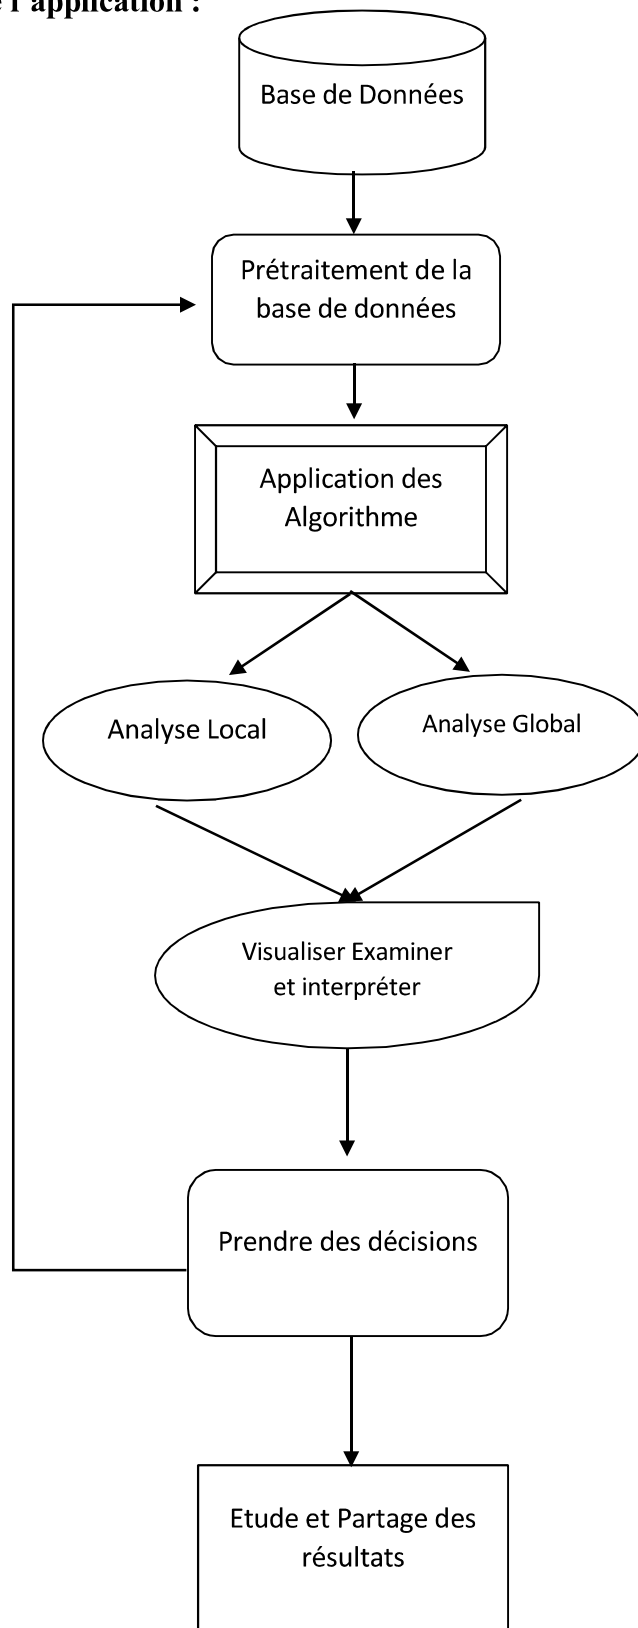 l'application :
Base de Données
Prétraitement de la
base de données
Application des
Algorithme
Analyse Local
Analyse Global
Visualiser Examiner
et interpréter
Prendre des décisions
Etude et Partage des
résultats